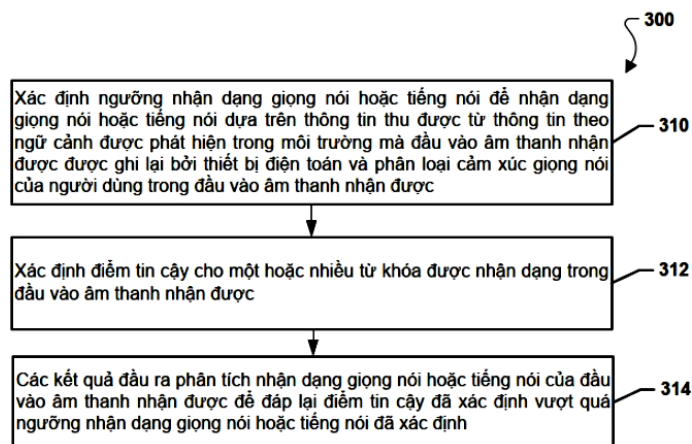 300
Xác định ngưỡng nhận dạng giọng nói hoặc tiếng nói để nhận dạng
giọng nói hoặc tiếng nói dựa trên thông tin thu được từ thông tin theo
ngữ cảnh được phát hiện trong môi trường mà đầu vào âm thanh nhận
được được ghi lại bởi thiết bị điện toán và phân loại cảm xúc giọng nói
của người dùng trong đầu vào âm thanh nhận được
310
Xác định điểm tin cậy cho một hoặc nhiều từ khóa được nhận dạng trong
đầu vào âm thanh nhận được
312
Các kết quả đầu ra phân tích nhận dạng giọng nói hoặc tiếng nói của đầu
vào âm thanh nhận được để đáp lại điểm tin cậy đã xác định vượt quá
ngưỡng nhận dạng giọng nói hoặc tiếng nói đã xác định
314